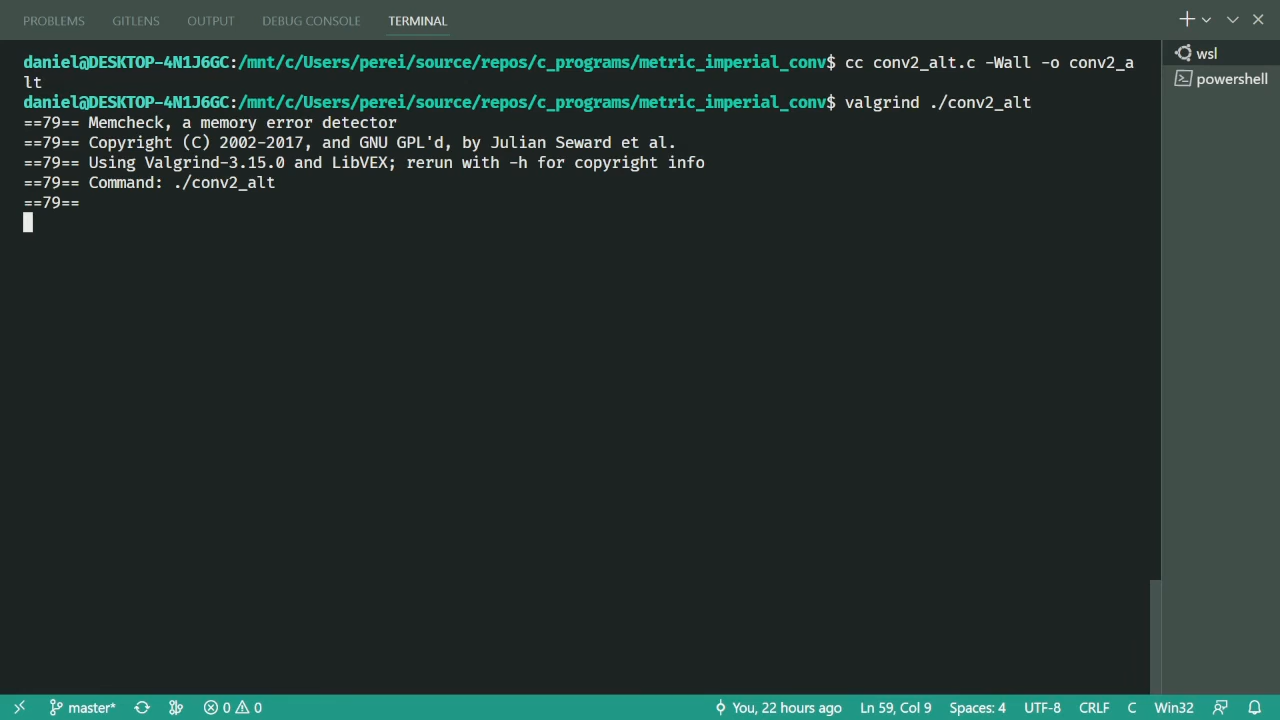 PROBLEMS GITLENS OUTPUT DEBUG CONSOLE TERMINAL
daniel@DESKTOP-4N1J6GC:/mnt/c/Users/perei/source/repos/c_programs/metric_imperial_conv$ cc conv2_alt.c -Wall -o conv2_a
lt
daniel@DESKTOP-4N1J6GC:/mnt/c/Users/perei/source/repos/c_programs/metric_imperial_conv$ valgrind ./conv2_alt
==79== Memcheck, a memory error detector
==79== Copyright (C) 2002-2017, and GNU GPL'd, by Julian Seward et al.
==79== Using Valgrind-3.15.0 and LibVEX; rerun with -h for copyright info
==79== Command: ./conv2_alt
==79==
wsl
powershell
master* 0 0 You, 22 hours ago Ln 59, Col 9 Spaces: 4 UTF-8 CRLF C Win32